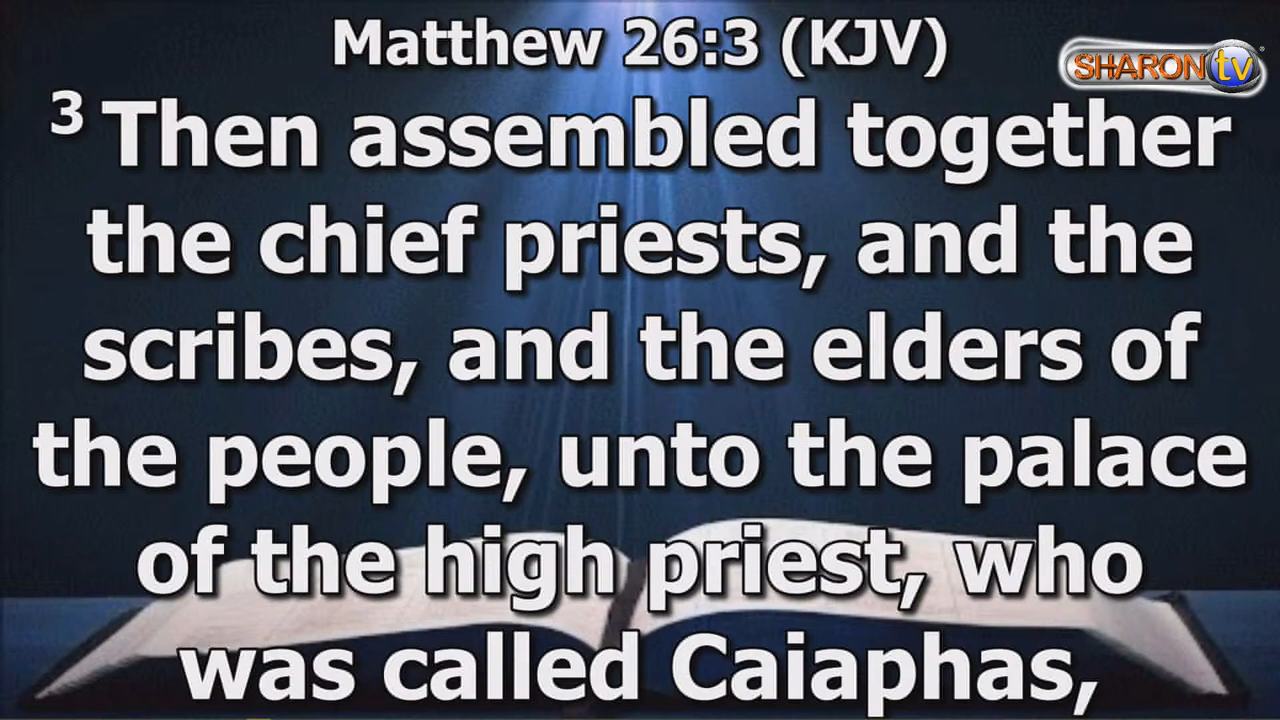 Matthew 26:3 (KJV)
SHARON tv
3 Then assembled together
the chief priests, and the
scribes, and the elders of
the people, unto the palace
of the high priest, who
was called Caiaphas,